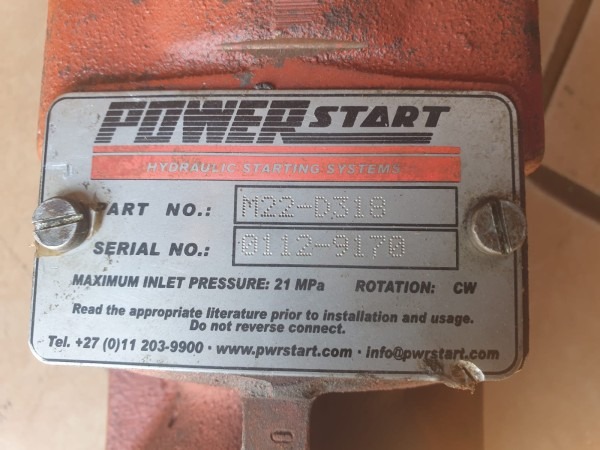 POWERSTART
HYDRAULIC STARTING SYSTEMS
PART NO.: M22-D318
SERIAL NO.: 0112-9170
MAXIMUM INLET PRESSURE: 21 MPa ROTATION: CW
Read the appropriate literature prior to installation and usage.
Do not reverse connect.
Tel. +27 (0)11 203-9900 · www.pwrstart.com · info@pwrstart.com